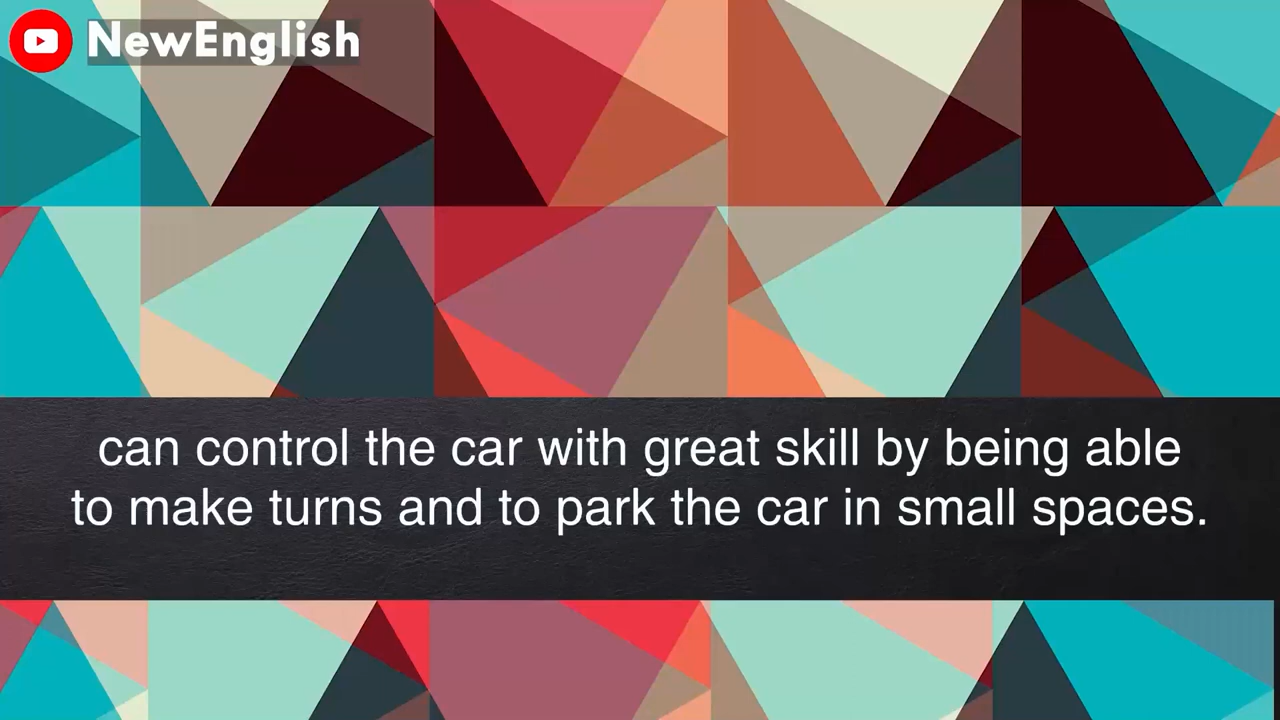 NewEnglish
can control the car with great skill by being able
to make turns and to park the car in small spaces.